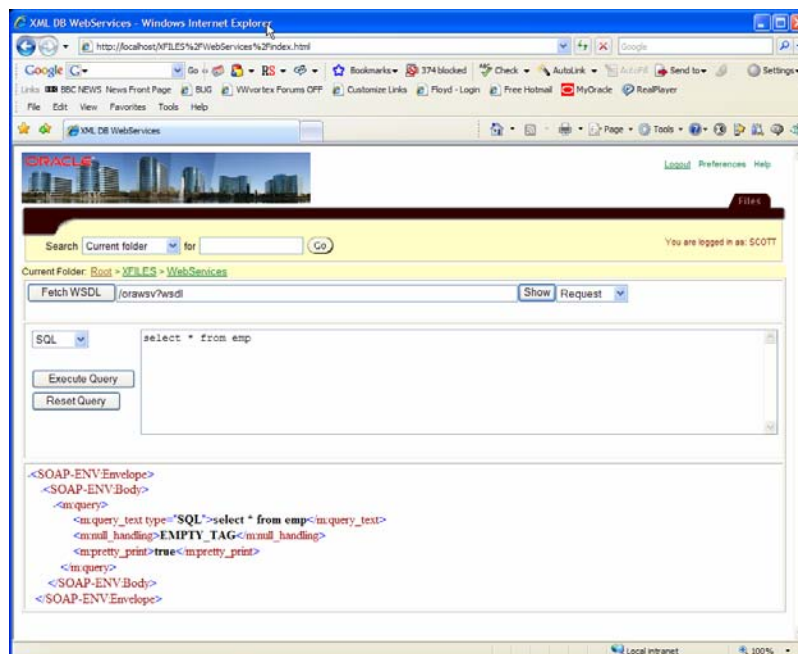 XML DB WebServices - Windows Internet Explorer
http://localhost/XFILES%2FWebServices%2Findex.html
Google
Google G Go RS Bookmarks 374 blocked Check AutoLink AutoFill Send to Settings
Links BBC NEWS News Front Page BUG VWvortex Forums OFF Customize Links Floyd - Login Free Hotmail MyOracle RealPlayer
File Edit View Favorites Tools Help
XML DB WebServices Page Tools
ORACLE
Logout Preferences Help
Files
Search Current folder for Go You are logged in as: SCOTT
Current Folder: Root > XFILES > WebServices
Fetch WSDL /orawsv?wsdl Show Request
SQL select * from emp
Execute Query
Reset Query
-<SOAP-ENV:Envelope>
-<SOAP-ENV:Body>
-<m:query>
<m:query_text type="SQL">select * from emp</m:query_text>
<m:null_handling>EMPTY_TAG</m:null_handling>
<m:pretty_print>true</m:pretty_print>
</m:query>
</SOAP-ENV:Body>
</SOAP-ENV:Envelope>
Local intranet 100%